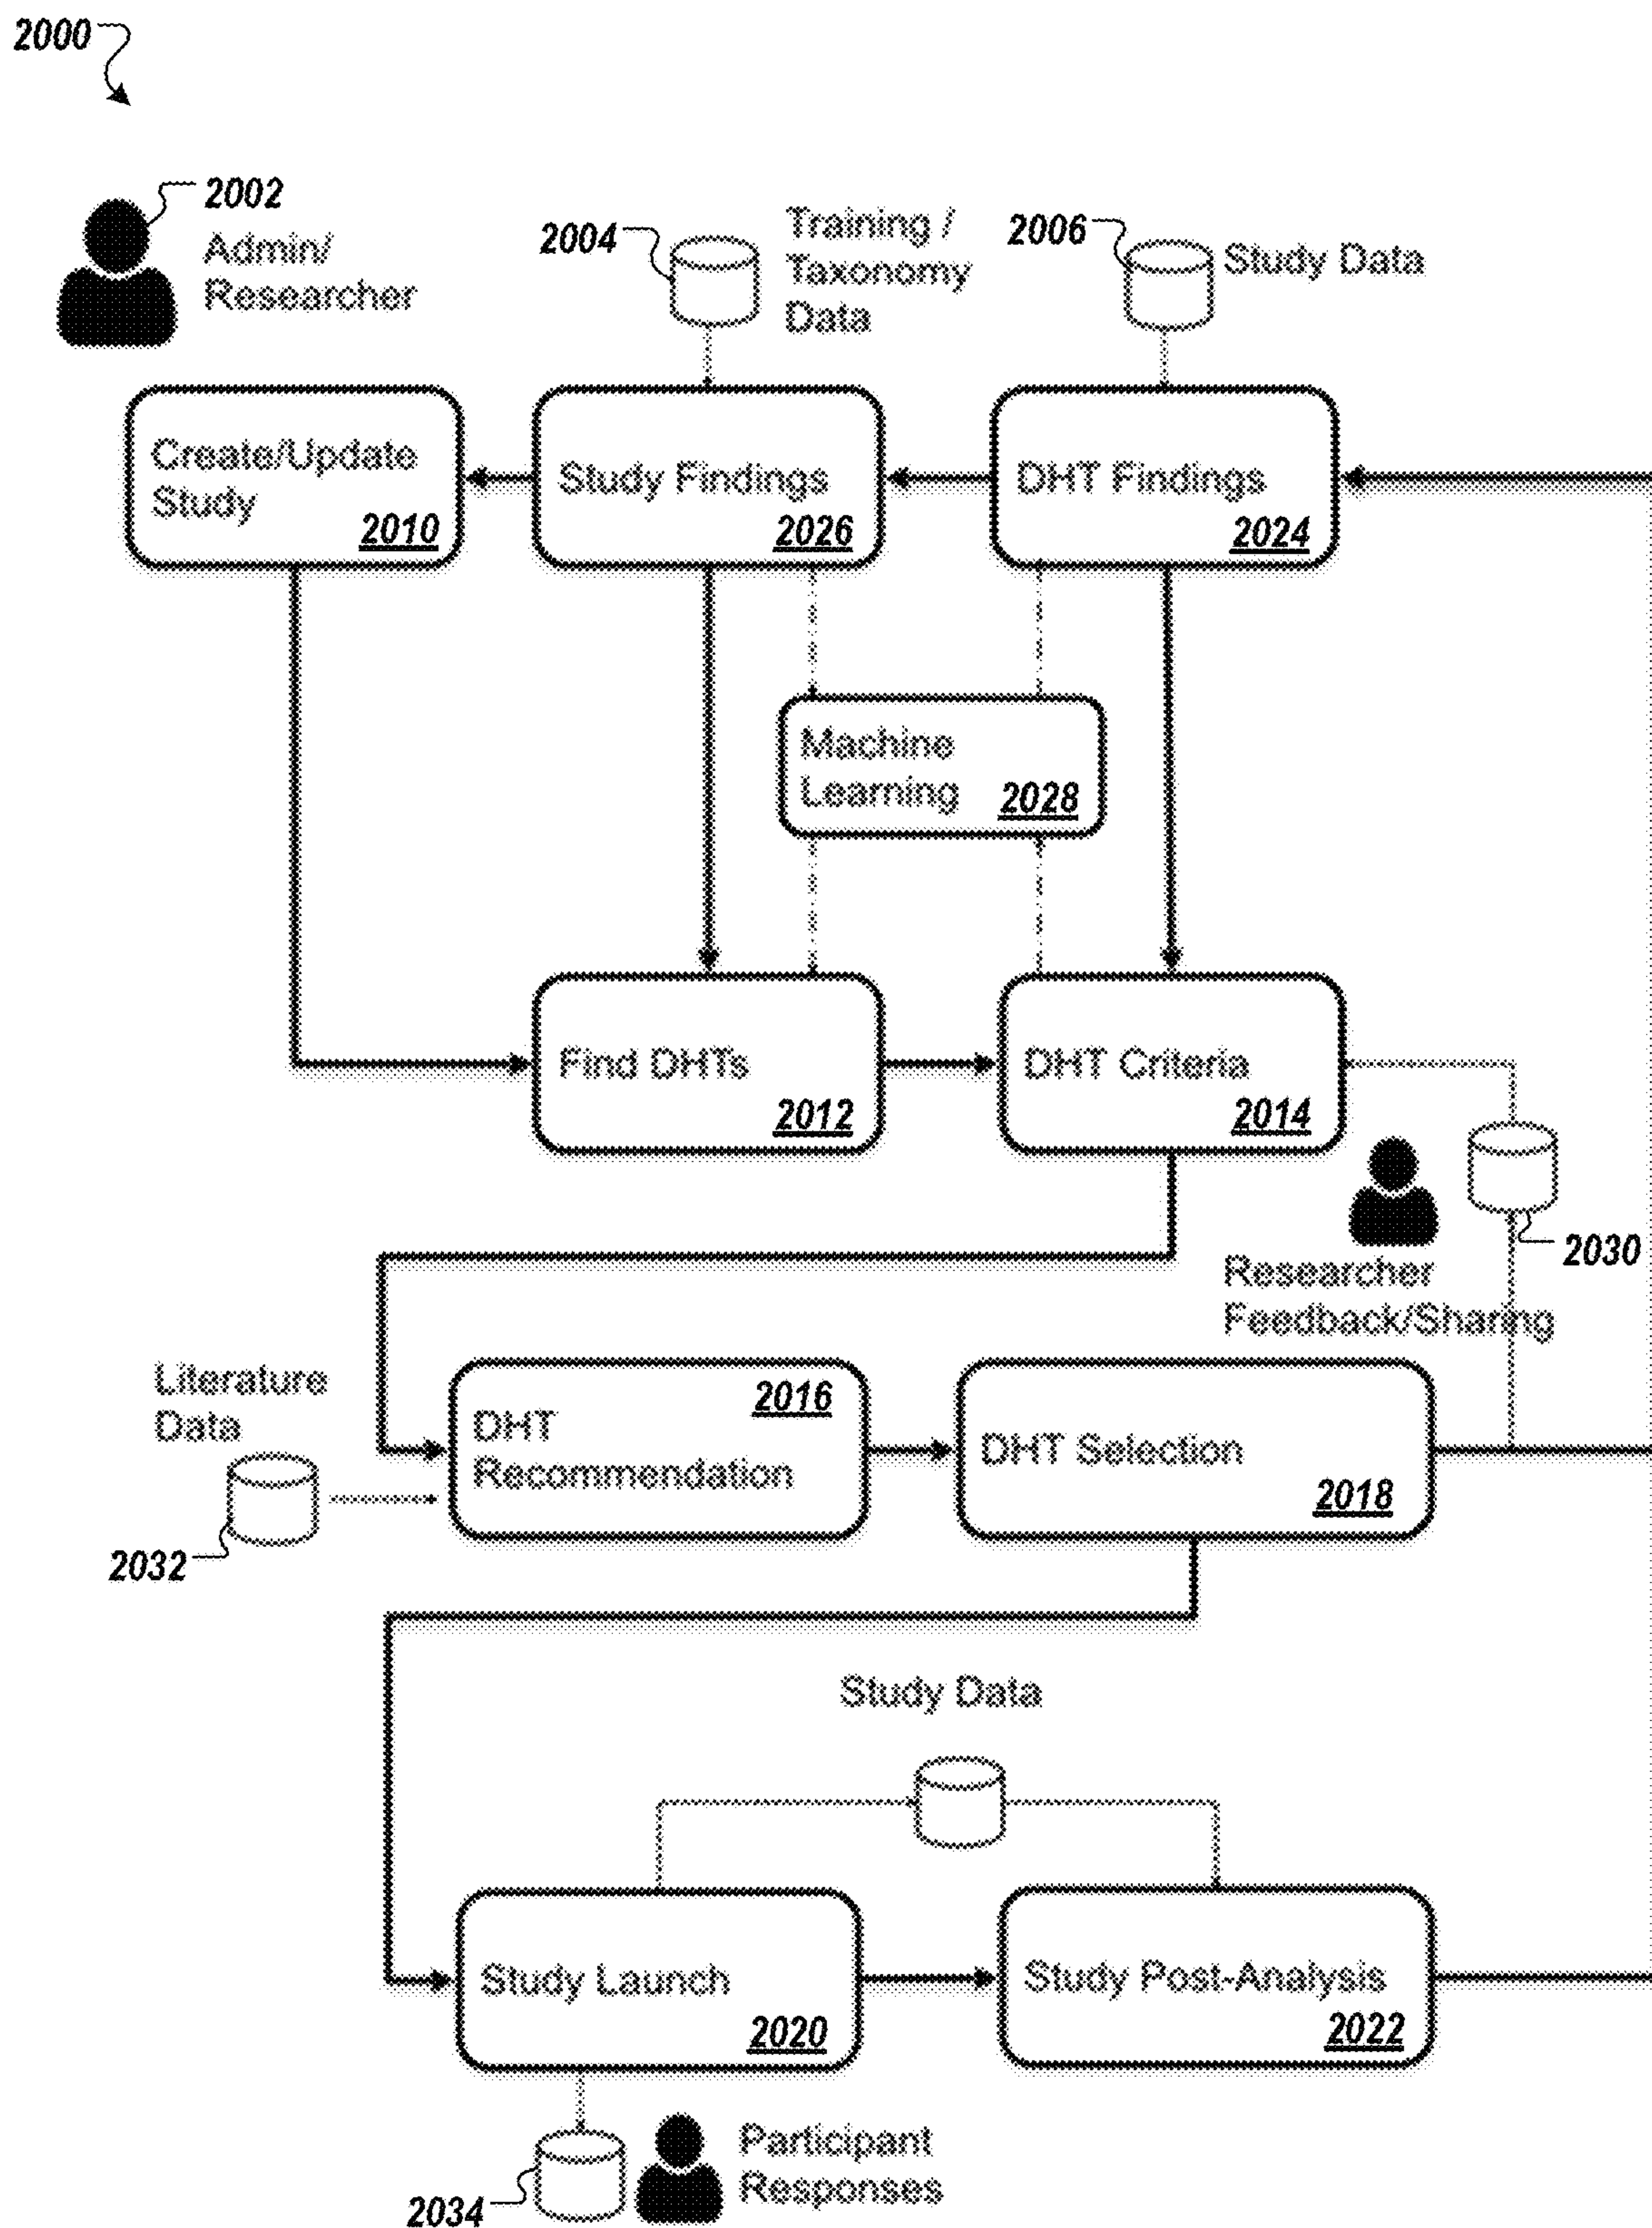 2000
2002
Admin/
Researcher
2004
Training /
Taxonomy
Data
2006
Study Data
Create/Update
Study
2010
Study Findings
2026
DHT Findings
2024
Machine
Learning
2028
Find DHTs
2012
DHT Criteria
2014
2030
Researcher
Feedback/Sharing
Literature
Data
2032
2016
DHT
Recommendation
DHT Selection
2018
Study Data
Study Launch
2020
Study Post-Analysis
2022
2034
Participant
Responses